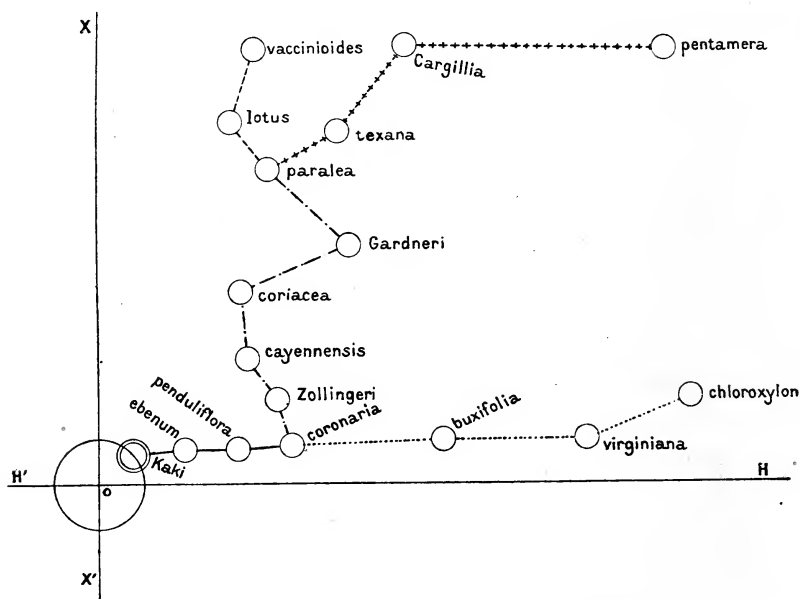 X
vaccinioides
Cargillia
pentamera
lotus
texana
paralea
Gardneri
coriacea
cayennensis
Zollingeri
penduliflora
ebenum
Kaki
coronaria
buxifolia
virginiana
chloroxylon
H'
H
o
X'